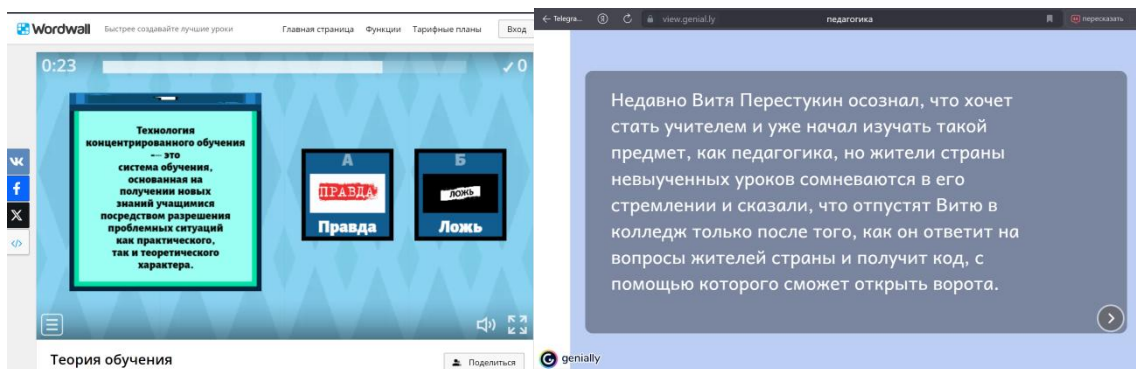 Wordwall
Быстрее создавайте лучшие уроки
Главная страница Функции Тарифные планы Вход
0:23
✓ 0
Технология
концентрированного обучения
— это
система обучения,
основанная на
получении новых
знаний учащимися
посредством разрешения
проблемных ситуаций
как практического,
так и теоретического
характера.
А
ПРАВДА
Правда
Б
ЛОЖЬ
Ложь
Теория обучения
Поделиться
← Telegra...
view.genial.ly
педагогика
пересказать
Недавно Витя Перестукин осознал, что хочет
стать учителем и уже начал изучать такой
предмет, как педагогика, но жители страны
невыученных уроков сомневаются в его
стремлении и сказали, что отпустят Витю в
колледж только после того, как он ответит на
вопросы жителей страны и получит код, с
помощью которого сможет открыть ворота.
genially